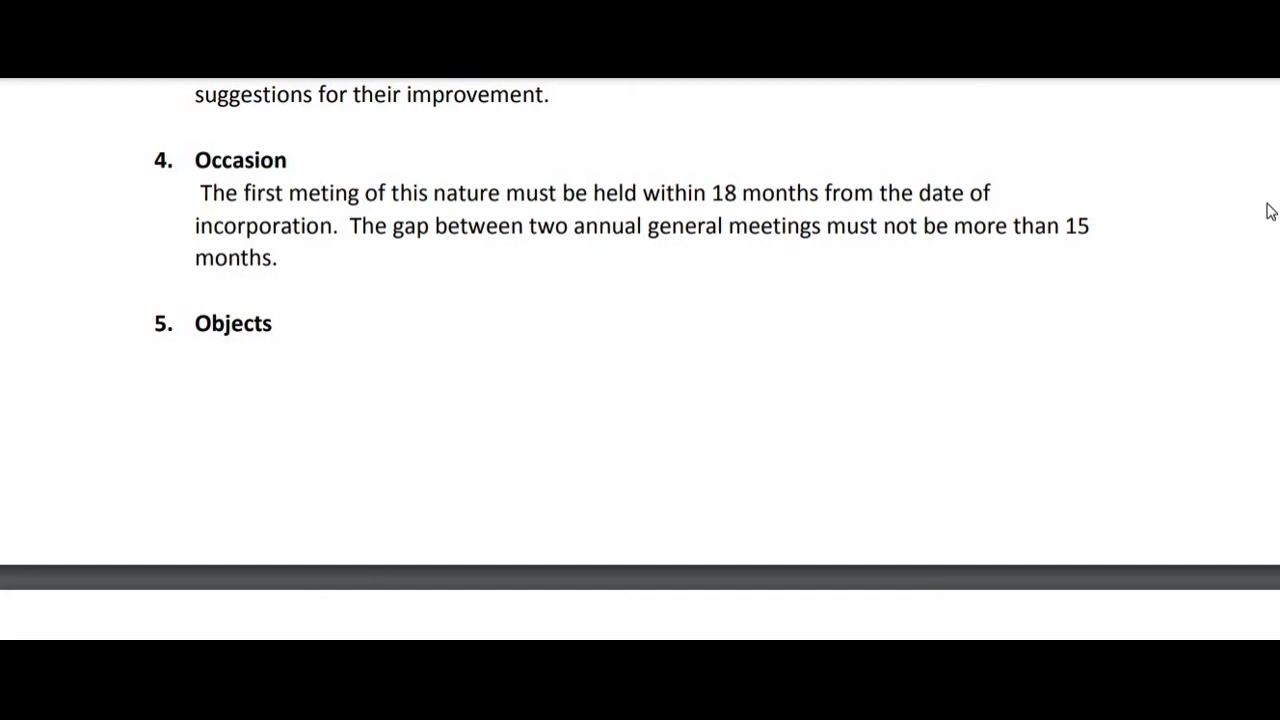 suggestions for their improvement.
4. Occasion
The first meting of this nature must be held within 18 months from the date of
incorporation.  The gap between two annual general meetings must not be more than 15
months.
5. Objects